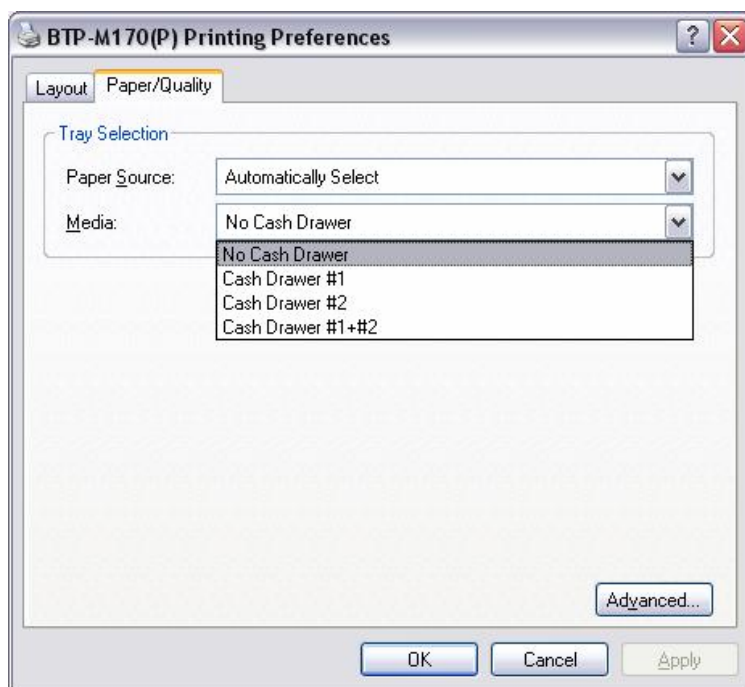 BTP-M170(P) Printing Preferences
Layout
Paper/Quality
Tray Selection
Paper Source: Automatically Select
Media: No Cash Drawer
No Cash Drawer
Cash Drawer #1
Cash Drawer #2
Cash Drawer #1+#2
Advanced...
OK Cancel Apply